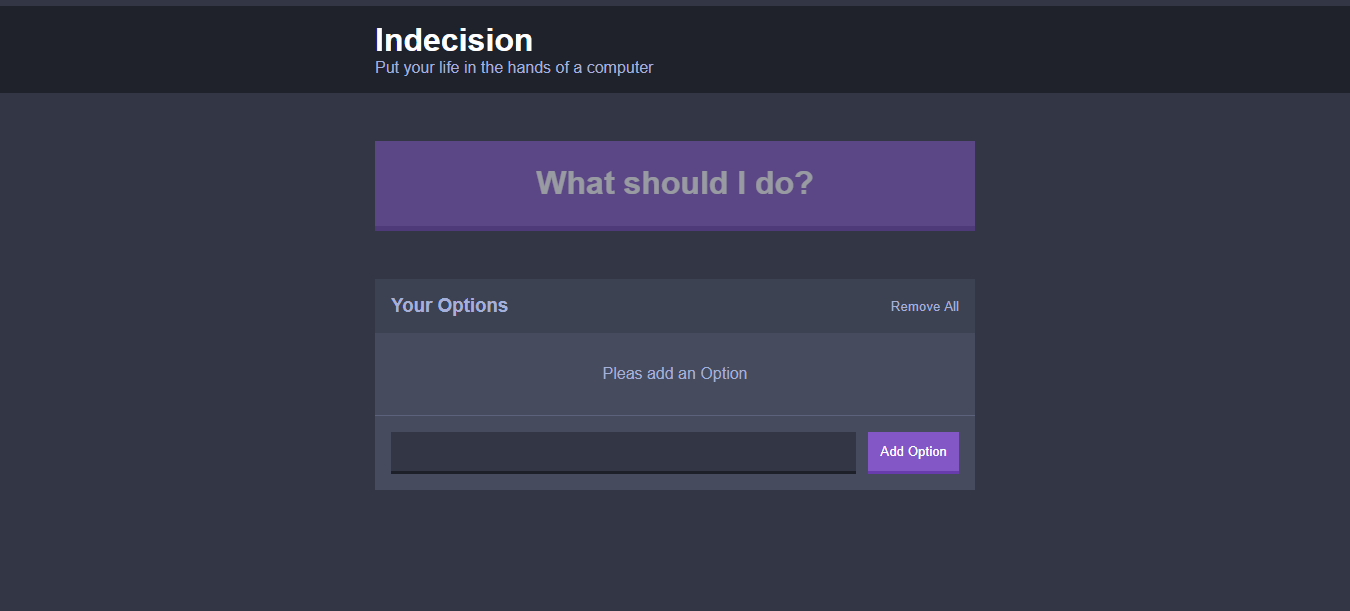 Indecision
Put your life in the hands of a computer
What should I do?
Your Options
Remove All
Pleas add an Option
Add Option